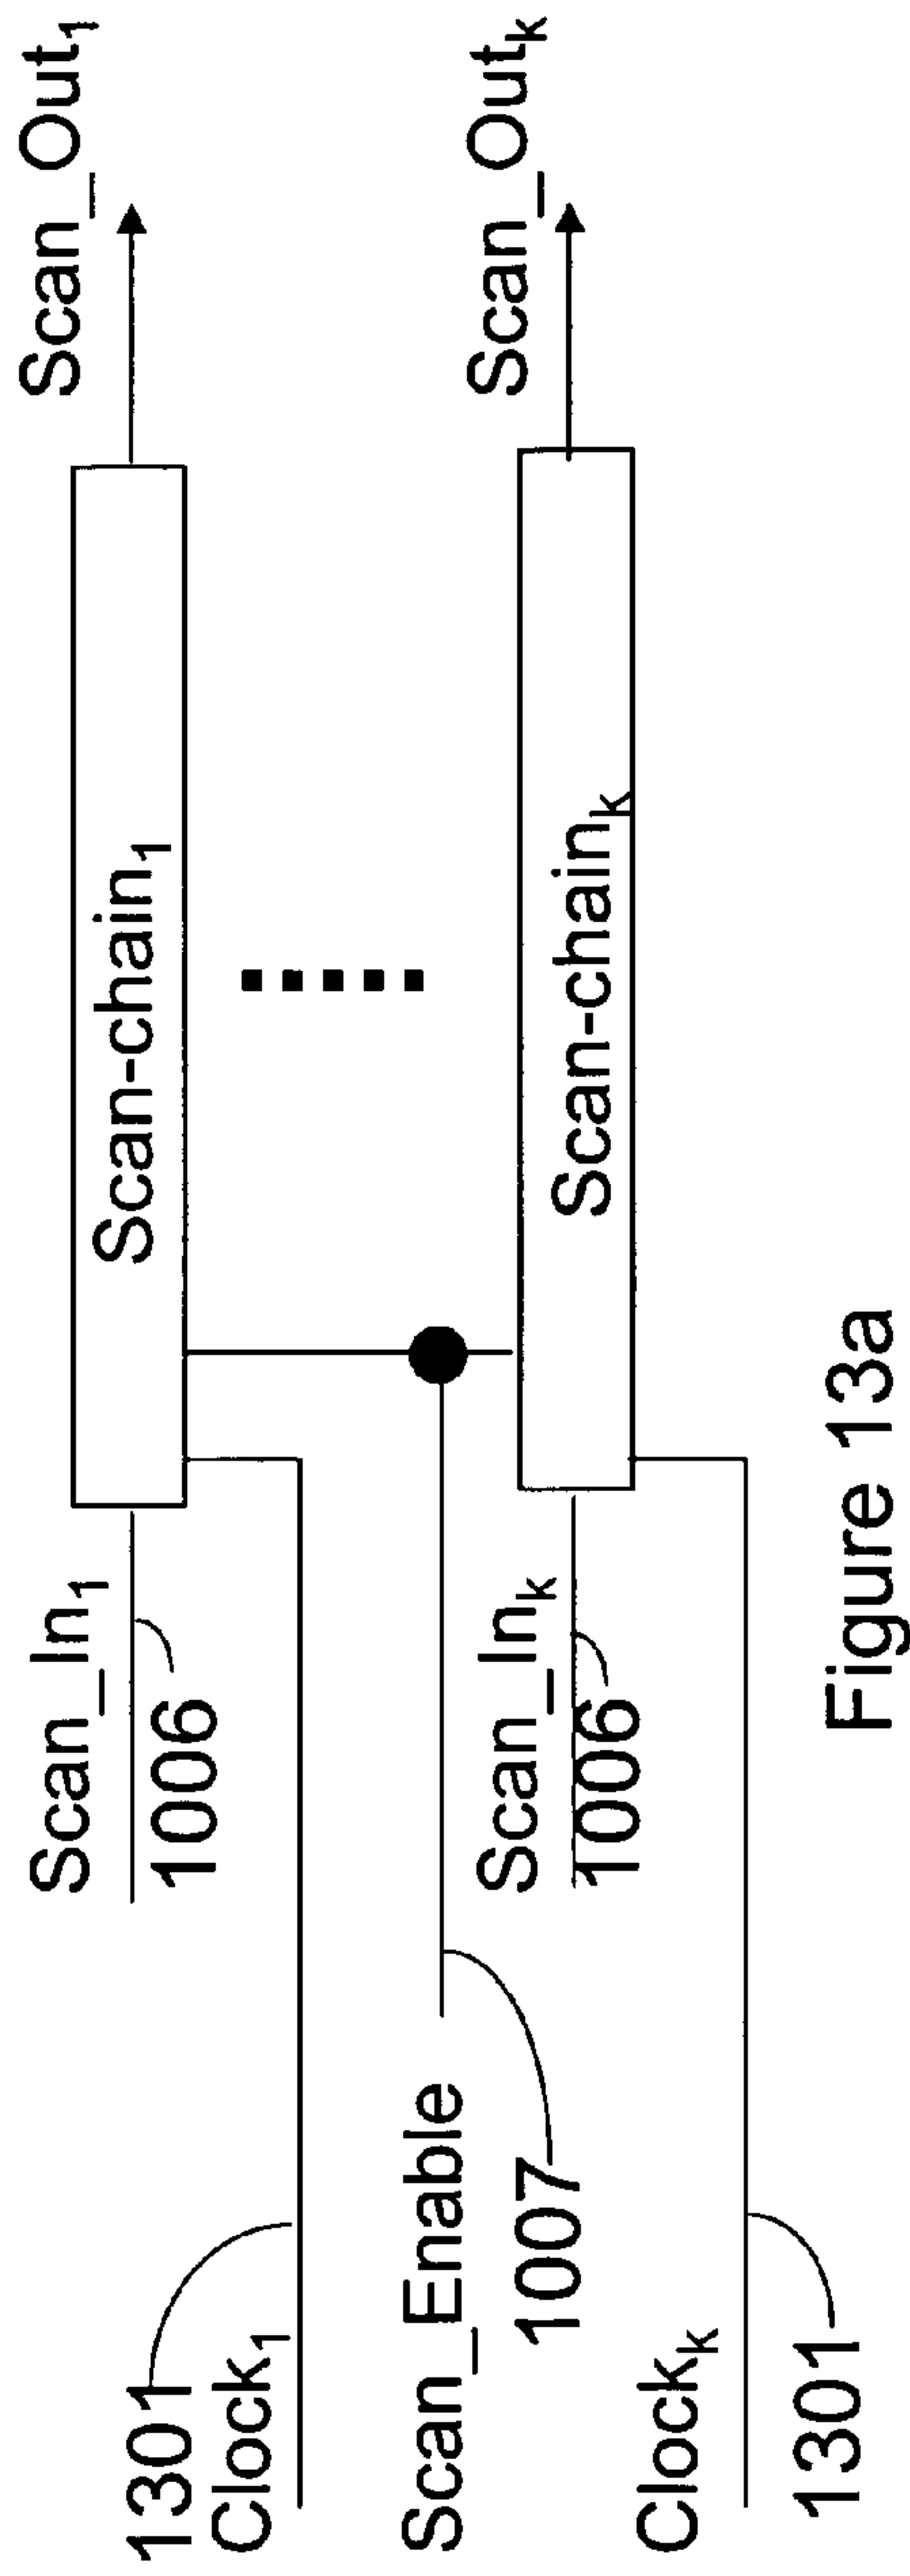 Scan_In₁
1006
Scan-chain₁
Scan_Out₁
1301
Clock₁
Scan_Enable
1007
Scan_Inₖ
1006
Scan-chainₖ
Scan_Outₖ
Clockₖ
1301
Figure 13a